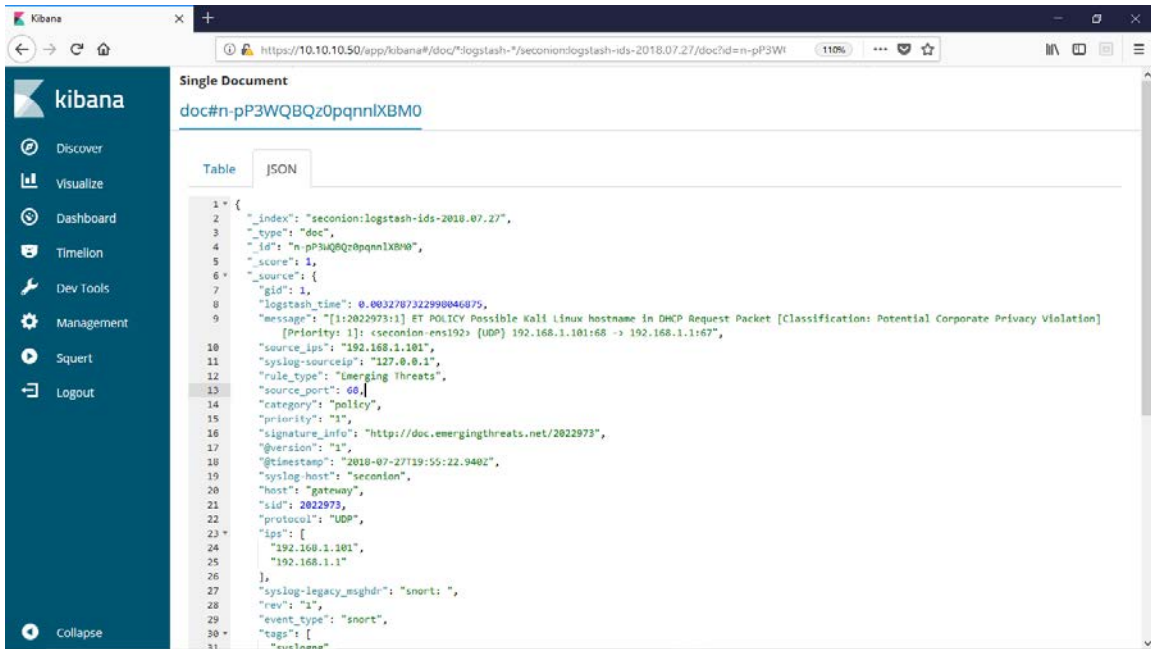 Kibana
https://10.10.10.50/app/kibana#/doc/*:logstash-*/seconion:logstash-ids-2018.07.27/doc?id=n-pP3W
110%
kibana
Discover
Visualize
Dashboard
Timelion
Dev Tools
Management
Squert
Logout
Collapse
Single Document
doc#n-pP3WQBQz0pqnnlXBM0
Table
JSON
1 {
2 "_index": "seconion:logstash-ids-2018.07.27",
3 "_type": "doc",
4 "_id": "n-pP3WQBQz0pqnnlXBM0",
5 "_score": 1,
6 "_source": {
7 "gid": 1,
8 "logstash_time": 0.0032787322998046875,
9 "message": "[1:2022973:1] ET POLICY Possible Kali Linux hostname in DHCP Request Packet [Classification: Potential Corporate Privacy Violation]
[Priority: 1]: <seconion-ens192> {UDP} 192.168.1.101:68 -> 192.168.1.1:67",
10 "source_ips": "192.168.1.101",
11 "syslog-sourceip": "127.0.0.1",
12 "rule_type": "Emerging Threats",
13 "source_port": 68,
14 "category": "policy",
15 "priority": "1",
16 "signature_info": "http://doc.emergingthreats.net/2022973",
17 "@version": "1",
18 "@timestamp": "2018-07-27T19:55:22.940Z",
19 "syslog-host": "seconion",
20 "host": "gateway",
21 "sid": 2022973,
22 "protocol": "UDP",
23 "ips": [
24 "192.168.1.101",
25 "192.168.1.1"
26 ],
27 "syslog-legacy_msghdr": "snort: ",
28 "rev": "1",
29 "event_type": "snort",
30 "tags": [
31 "syslogng"